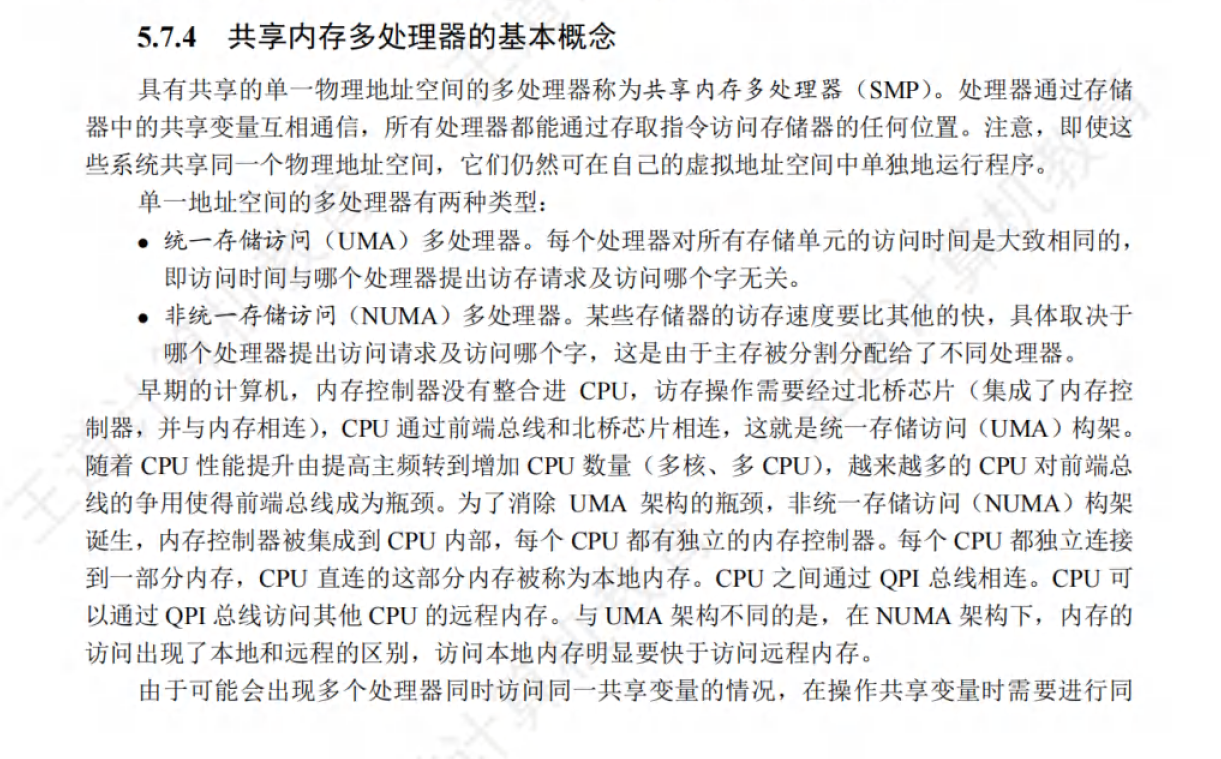 5.7.4 共享内存多处理器的基本概念
具有共享的单一物理地址空间的多处理器称为共享内存多处理器（SMP）。处理器通过存储
器中的共享变量互相通信，所有处理器都能通过存取指令访问存储器的任何位置。注意，即使这
些系统共享同一个物理地址空间，它们仍然可在自己的虚拟地址空间中单独地运行程序。
单一地址空间的多处理器有两种类型：
● 统一存储访问（UMA）多处理器。每个处理器对所有存储单元的访问时间是大致相同的，
即访问时间与哪个处理器提出访存请求及访问哪个字无关。
● 非统一存储访问（NUMA）多处理器。某些存储器的访存速度要比其他的快，具体取决于
哪个处理器提出访问请求及访问哪个字，这是由于主存被分割分配给了不同处理器。
早期的计算机，内存控制器没有整合进 CPU，访存操作需要经过北桥芯片（集成了内存控
制器，并与内存相连），CPU 通过前端总线和北桥芯片相连，这就是统一存储访问（UMA）构架。
随着 CPU 性能提升由提高主频转到增加 CPU 数量（多核、多 CPU），越来越多的 CPU 对前端总
线的争用使得前端总线成为瓶颈。为了消除 UMA 架构的瓶颈，非统一存储访问（NUMA）构架
诞生，内存控制器被集成到 CPU 内部，每个 CPU 都有独立的内存控制器。每个 CPU 都独立连接
到一部分内存，CPU 直连的这部分内存被称为本地内存。CPU 之间通过 QPI 总线相连。CPU 可
以通过 QPI 总线访问其他 CPU 的远程内存。与 UMA 架构不同的是，在 NUMA 架构下，内存的
访问出现了本地和远程的区别，访问本地内存明显要快于访问远程内存。
由于可能会出现多个处理器同时访问同一共享变量的情况，在操作共享变量时需要进行同
王道计算机教育